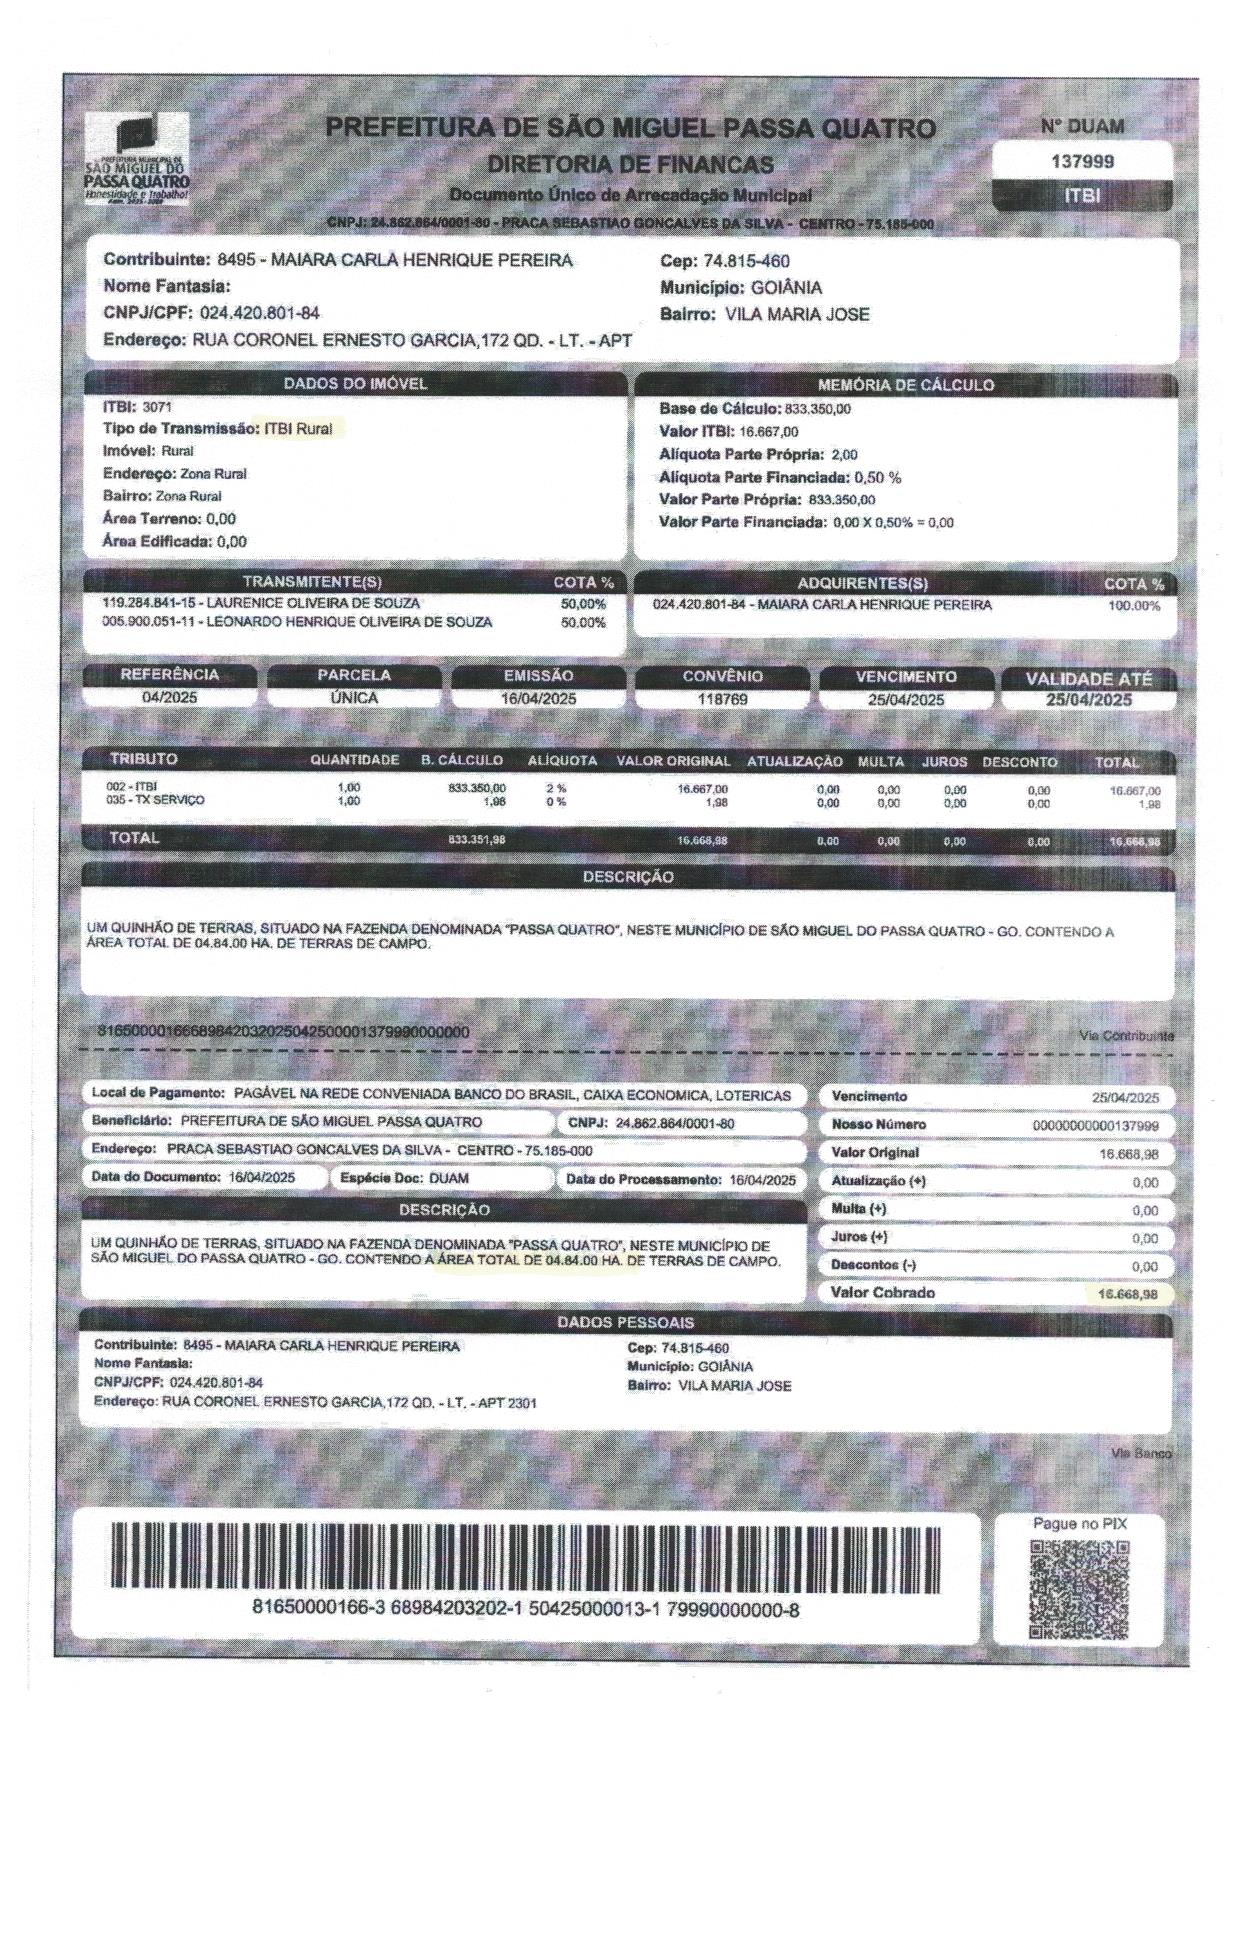 PREFEITURA MUNICIPAL DE
SÃO MIGUEL DO
PASSA QUATRO
Honestidade e Trabalho!
PREFEITURA DE SÃO MIGUEL PASSA QUATRO
DIRETORIA DE FINANCAS
Documento Único de Arrecadação Municipal
CNPJ: 24.862.864/0001-80 - PRACA SEBASTIAO GONCALVES DA SILVA - CENTRO - 75.185-000
N° DUAM
137999
ITBI
Contribuinte: 8495 - MAIARA CARLA HENRIQUE PEREIRA
Nome Fantasia:
CNPJ/CPF: 024.420.801-84
Endereço: RUA CORONEL ERNESTO GARCIA,172 QD. - LT. - APT
Cep: 74.815-460
Município: GOIÂNIA
Bairro: VILA MARIA JOSE
DADOS DO IMÓVEL
ITBI: 3071
Tipo de Transmissão: ITBI Rural
Imóvel: Rural
Endereço: Zona Rural
Bairro: Zona Rural
Área Terreno: 0,00
Área Edificada: 0,00
MEMÓRIA DE CÁLCULO
Base de Cálculo: 833.350,00
Valor ITBI: 16.667,00
Alíquota Parte Própria: 2,00
Alíquota Parte Financiada: 0,50 %
Valor Parte Própria: 833.350,00
Valor Parte Financiada: 0,00 X 0,50% = 0,00
TRANSMITENTE(S) COTA %
119.284.841-15 - LAURENICE OLIVEIRA DE SOUZA 50,00%
005.900.051-11 - LEONARDO HENRIQUE OLIVEIRA DE SOUZA 50.00%
ADQUIRENTES(S) COTA %
024.420.801-84 - MAIARA CARLA HENRIQUE PEREIRA 100.00%
REFERÊNCIA PARCELA EMISSÃO CONVÊNIO VENCIMENTO VALIDADE ATÉ
04/2025 ÚNICA 16/04/2025 118769 25/04/2025 25/04/2025
TRIBUTO QUANTIDADE B. CÁLCULO ALÍQUOTA VALOR ORIGINAL ATUALIZAÇÃO MULTA JUROS DESCONTO TOTAL
002 - ITBI 1,00 833.350,00 2 % 16.667,00 0,00 0,00 0,00 0,00 16.667,00
035 - TX SERVIÇO 1,00 1,98 0 % 1,98 0,00 0,00 0,00 0,00 1,98
TOTAL 833.351,98 16.668,98 0,00 0,00 0,00 0,00 16.668,98
DESCRIÇÃO
UM QUINHÃO DE TERRAS, SITUADO NA FAZENDA DENOMINADA "PASSA QUATRO", NESTE MUNICÍPIO DE SÃO MIGUEL DO PASSA QUATRO - GO. CONTENDO A
ÁREA TOTAL DE 04.84.00 HA. DE TERRAS DE CAMPO.
81650000166689842032025042500001379990000000
Via Contribuinte
Local de Pagamento: PAGÁVEL NA REDE CONVENIADA BANCO DO BRASIL, CAIXA ECONOMICA, LOTERICAS
Beneficiário: PREFEITURA DE SÃO MIGUEL PASSA QUATRO CNPJ: 24.862.864/0001-80
Endereço: PRACA SEBASTIAO GONCALVES DA SILVA - CENTRO - 75.185-000
Data do Documento: 16/04/2025 Espécie Doc: DUAM Data do Processamento: 16/04/2025
Vencimento 25/04/2025
Nosso Número 00000000000137999
Valor Original 16.668,98
Atualização (+) 0,00
Multa (+) 0,00
Juros (+) 0,00
Descontos (-) 0,00
Valor Cobrado 16.668,98
DESCRIÇÃO
UM QUINHÃO DE TERRAS, SITUADO NA FAZENDA DENOMINADA "PASSA QUATRO", NESTE MUNICÍPIO DE
SÃO MIGUEL DO PASSA QUATRO - GO. CONTENDO A ÁREA TOTAL DE 04.84.00 HA. DE TERRAS DE CAMPO.
DADOS PESSOAIS
Contribuinte: 8495 - MAIARA CARLA HENRIQUE PEREIRA
Nome Fantasia:
CNPJ/CPF: 024.420.801-84
Endereço: RUA CORONEL ERNESTO GARCIA,172 QD. - LT. - APT 2301
Cep: 74.815-460
Município: GOIÂNIA
Bairro: VILA MARIA JOSE
Via Banco
81650000166-3 68984203202-1 50425000013-1 79990000000-8
Pague no PIX